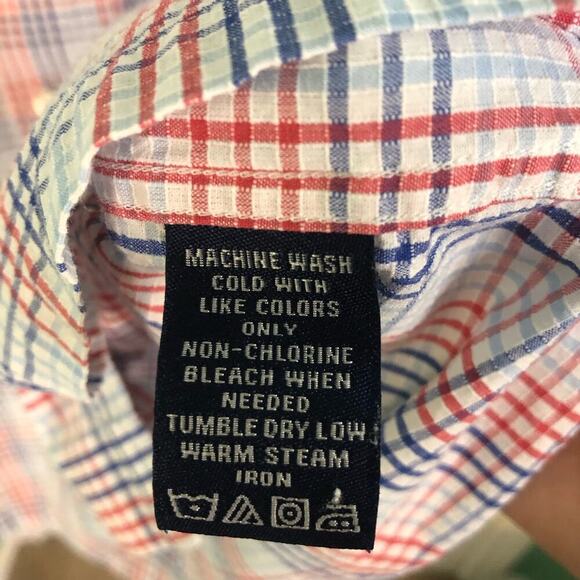 MACHINE WASH
COLD WITH
LIKE COLORS
ONLY
NON-CHLORINE
BLEACH WHEN
NEEDED
TUMBLE DRY LOW
WARM STEAM
IRON